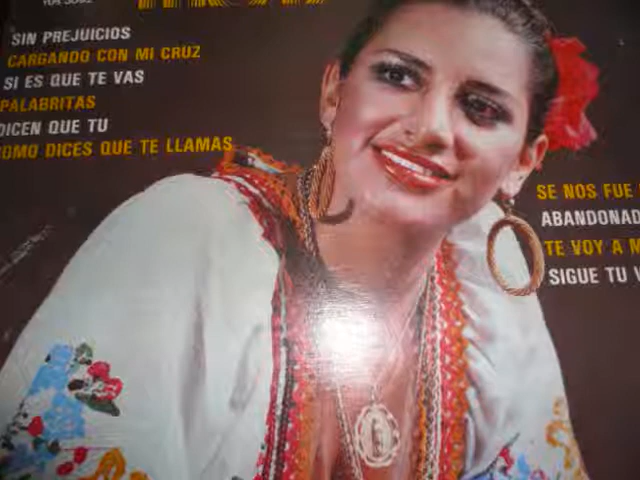 SIN PREJUICIOS
CARGANDO CON MI CRUZ
SI ES QUE TE VAS
PALABRITAS
DICEN QUE TU
COMO DICES QUE TE LLAMAS
SE NOS FUE
ABANDONAD
TE VOY A M
SIGUE TU V